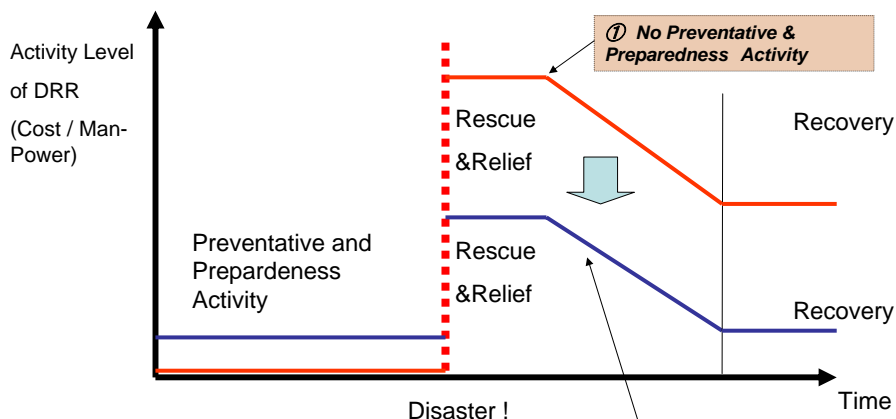 ① No Preventative &
Preparedness Activity
Activity Level
of DRR
(Cost / Man-
Power)
Rescue
&Relief
Recovery
Preventative and
Prepardeness
Activity
Rescue
&Relief
Recovery
Time
Disaster !